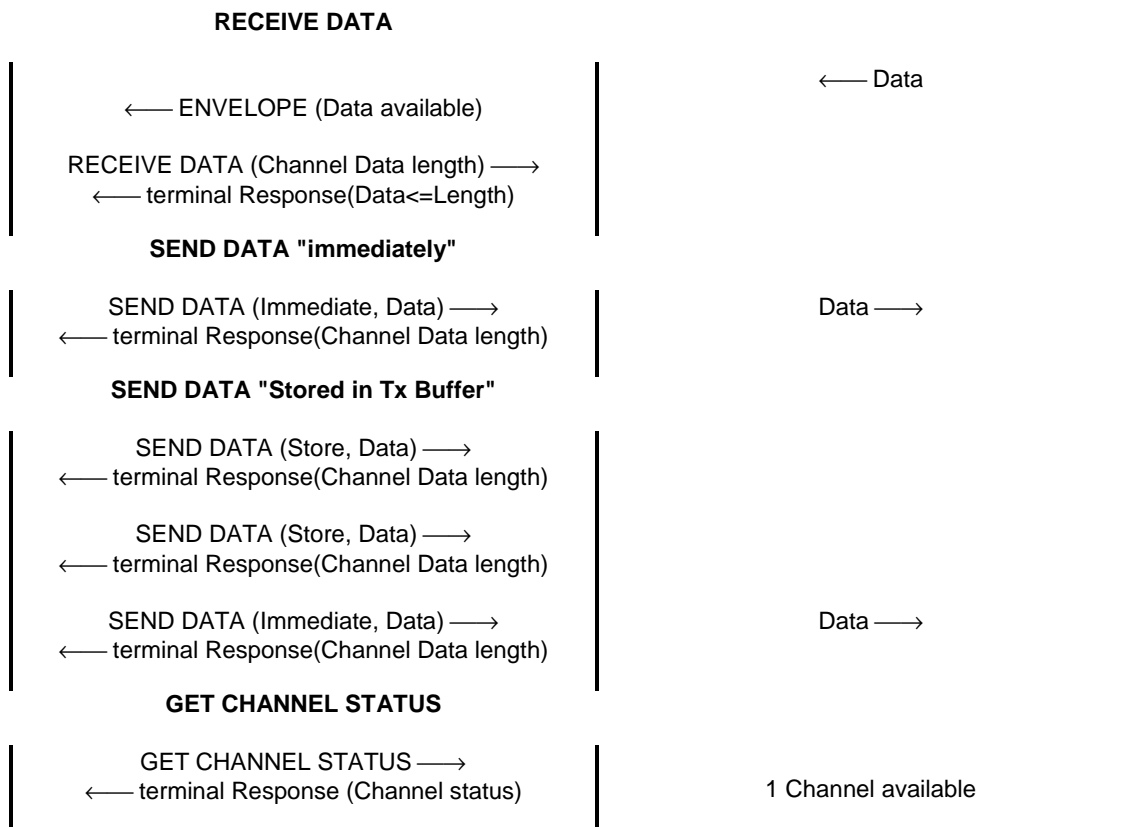 RECEIVE DATA
⟵ Data
⟵ ENVELOPE (Data available)
RECEIVE DATA (Channel Data length) ⟶
⟵ terminal Response(Data<=Length)
SEND DATA "immediately"
SEND DATA (Immediate, Data) ⟶ Data ⟶
⟵ terminal Response(Channel Data length)
SEND DATA "Stored in Tx Buffer"
SEND DATA (Store, Data) ⟶
⟵ terminal Response(Channel Data length)
SEND DATA (Store, Data) ⟶
⟵ terminal Response(Channel Data length)
SEND DATA (Immediate, Data) ⟶ Data ⟶
⟵ terminal Response(Channel Data length)
GET CHANNEL STATUS
GET CHANNEL STATUS ⟶
⟵ terminal Response (Channel status) 1 Channel available